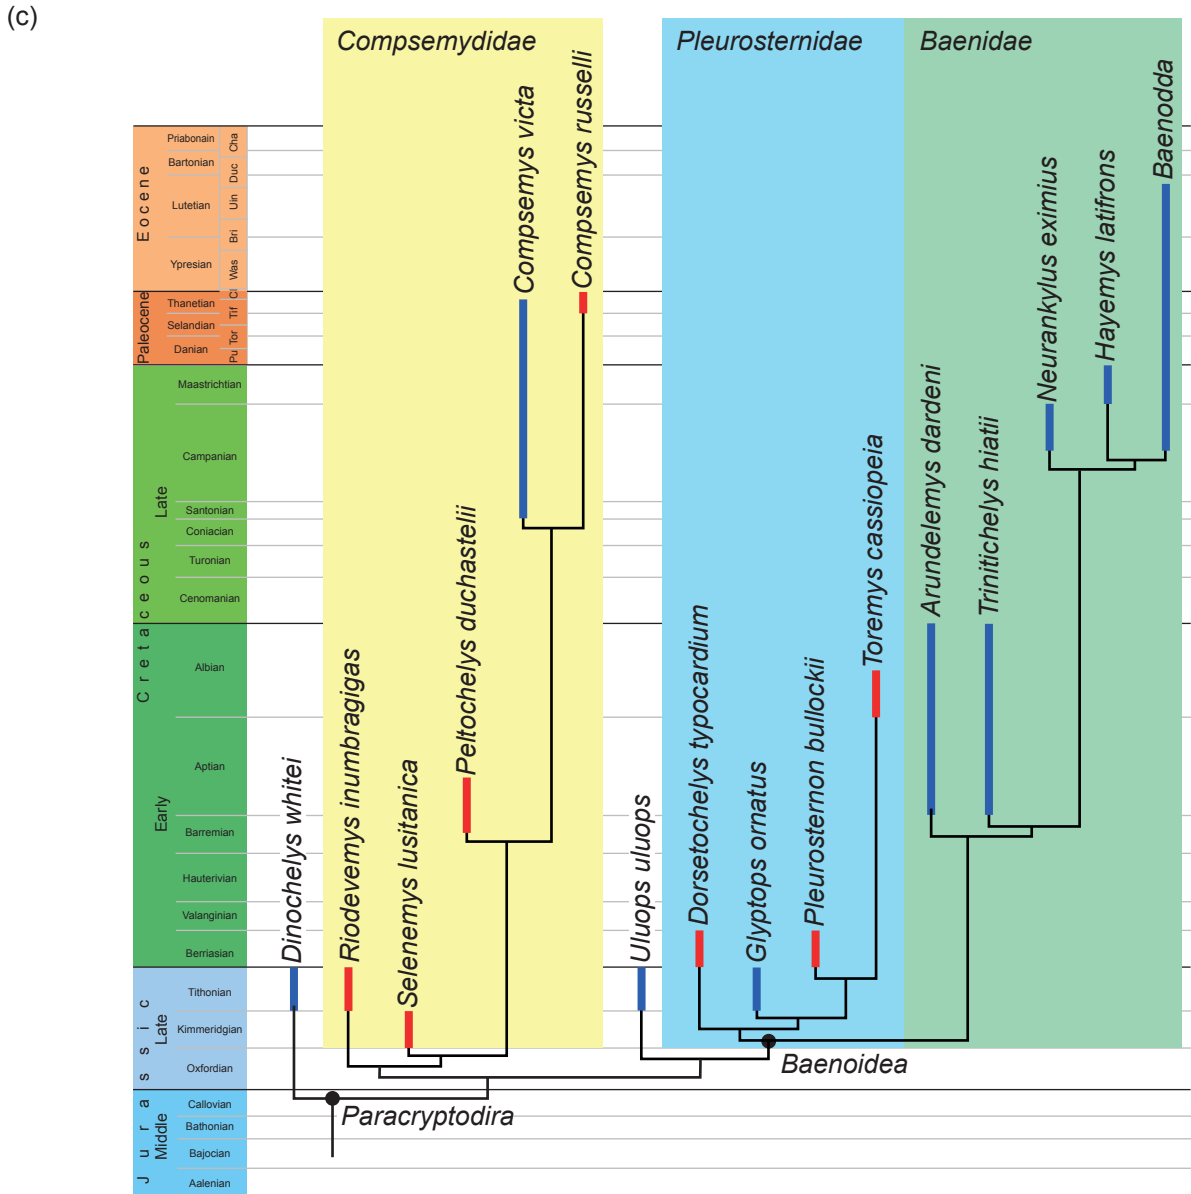 (c)
Compsemydidae
Pleurosternidae
Baenidae
Eocene
Priabonain
Bartonian
Lutetian
Ypresian
Cha
Duc
Uin
Bri
Was
Cl
Paleocene
Thanetian
Selandian
Danian
Tif
Tor
Pu
Cretaceous
Late
Maastrichtian
Campanian
Santonian
Coniacian
Turonian
Cenomanian
Early
Albian
Aptian
Barremian
Hauterivian
Valanginian
Berriasian
Jurassic
Late
Tithonian
Kimmeridgian
Oxfordian
Middle
Callovian
Bathonian
Bajocian
Aalenian
Dinochelys whitei
Riodevemys inumbragigas
Selenemys lusitanica
Peltochelys duchastelii
Compsemys victa
Compsemys russelli
Uluops uluops
Dorsetochelys typocardium
Glyptops ornatus
Pleurosternon bullockii
Toremys cassiopeia
Arundelemys dardeni
Trinitichelys hiatii
Neurankylus eximius
Hayemys latifrons
Baenodda
Baenoidea
Paracryptodira